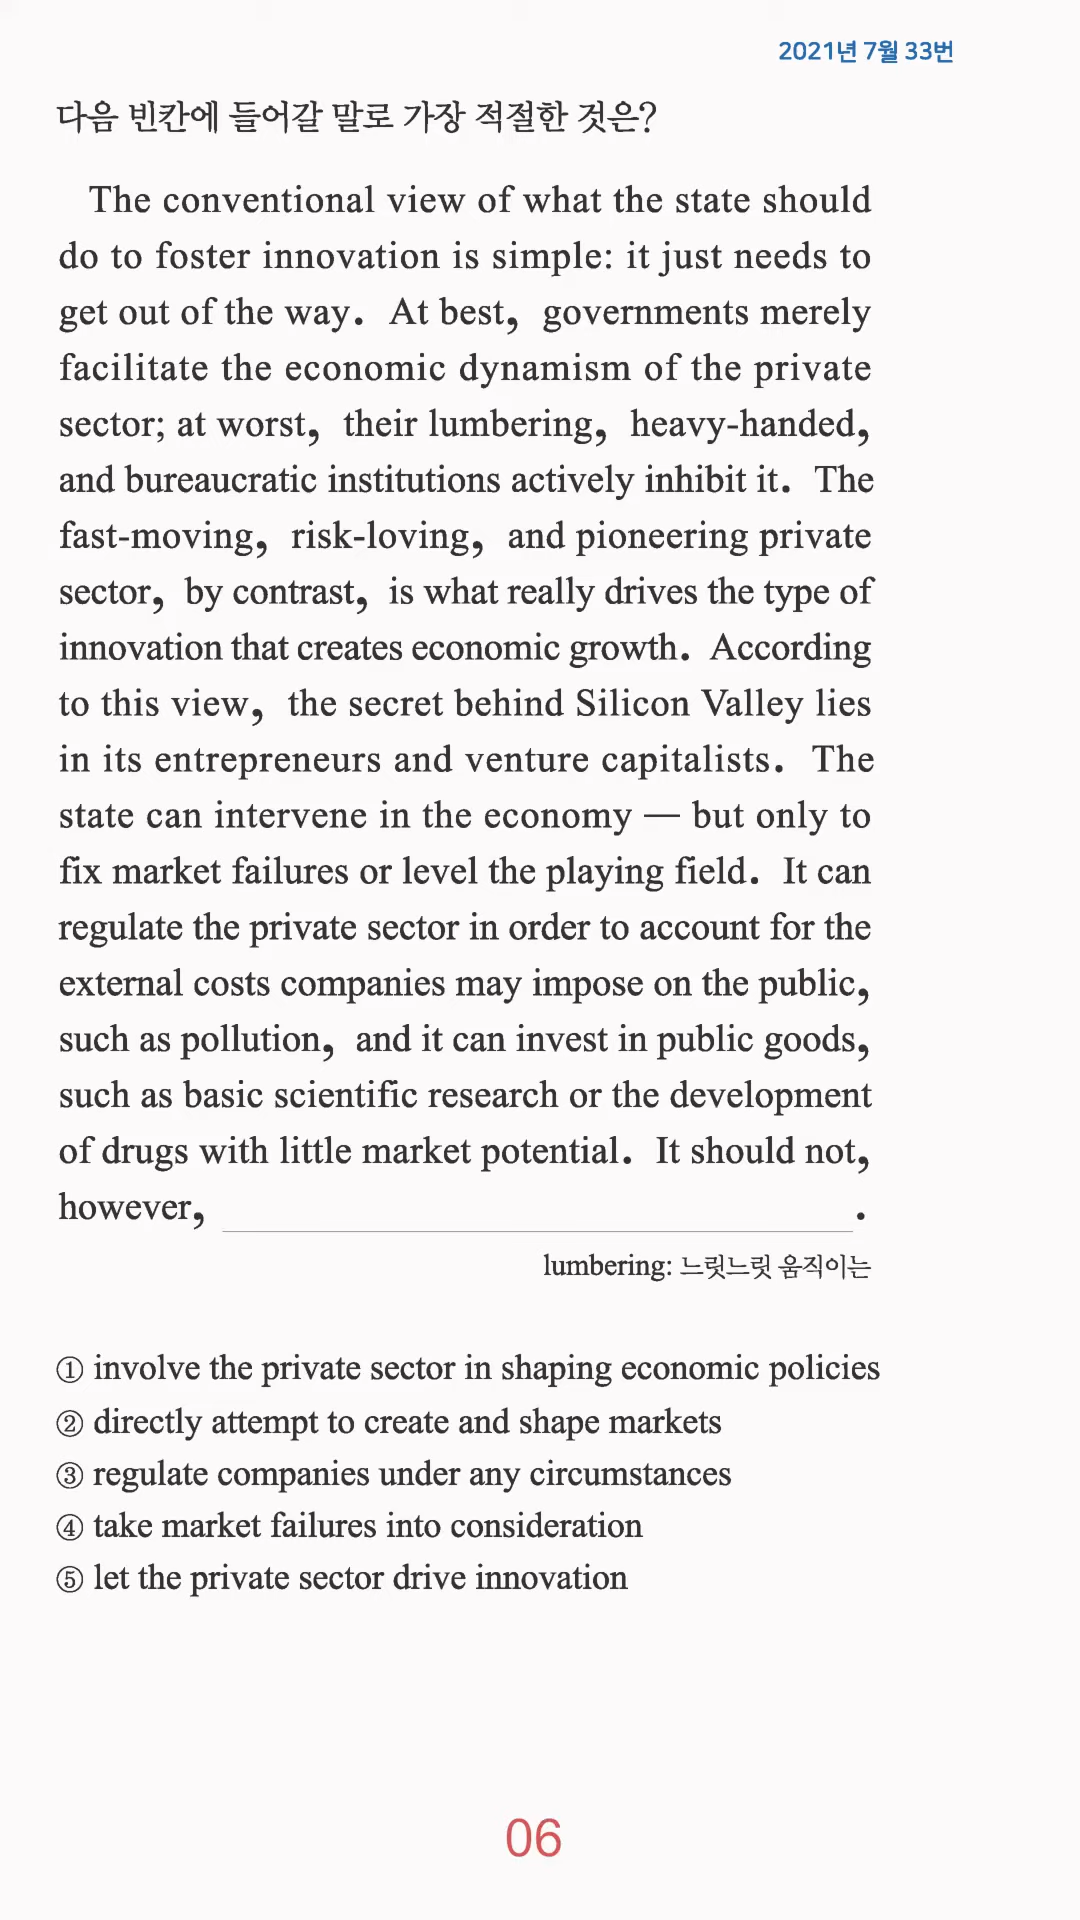 2021년 7월 33번
다음 빈칸에 들어갈 말로 가장 적절한 것은?
The conventional view of what the state should
do to foster innovation is simple: it just needs to
get out of the way. At best, governments merely
facilitate the economic dynamism of the private
sector; at worst, their lumbering, heavy-handed,
and bureaucratic institutions actively inhibit it. The
fast-moving, risk-loving, and pioneering private
sector, by contrast, is what really drives the type of
innovation that creates economic growth. According
to this view, the secret behind Silicon Valley lies
in its entrepreneurs and venture capitalists. The
state can intervene in the economy — but only to
fix market failures or level the playing field. It can
regulate the private sector in order to account for the
external costs companies may impose on the public,
such as pollution, and it can invest in public goods,
such as basic scientific research or the development
of drugs with little market potential. It should not,
however, ____________________.
lumbering: 느릿느릿 움직이는
① involve the private sector in shaping economic policies
② directly attempt to create and shape markets
③ regulate companies under any circumstances
④ take market failures into consideration
⑤ let the private sector drive innovation
06